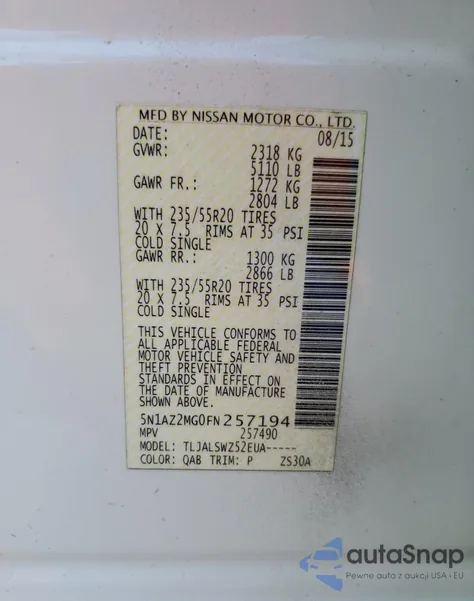 MFD BY NISSAN MOTOR CO., LTD.
DATE: 08/15
GVWR: 2318 KG
5110 LB
GAWR FR.: 1272 KG
2804 LB
WITH 235/55R20 TIRES
20 X 7.5 RIMS AT 35 PSI
COLD SINGLE
GAWR RR.: 1300 KG
2866 LB
WITH 235/55R20 TIRES
20 X 7.5 RIMS AT 35 PSI
COLD SINGLE
THIS VEHICLE CONFORMS TO
ALL APPLICABLE FEDERAL
MOTOR VEHICLE SAFETY AND
THEFT PREVENTION
STANDARDS IN EFFECT ON
THE DATE OF MANUFACTURE
SHOWN ABOVE.
5N1AZ2MG0FN257194
MPV 257490
MODEL: TLJALSWZ52EUA-----
COLOR: QAB TRIM: P ZS30A
autoSnap
Pewne auta z aukcji USA i EU